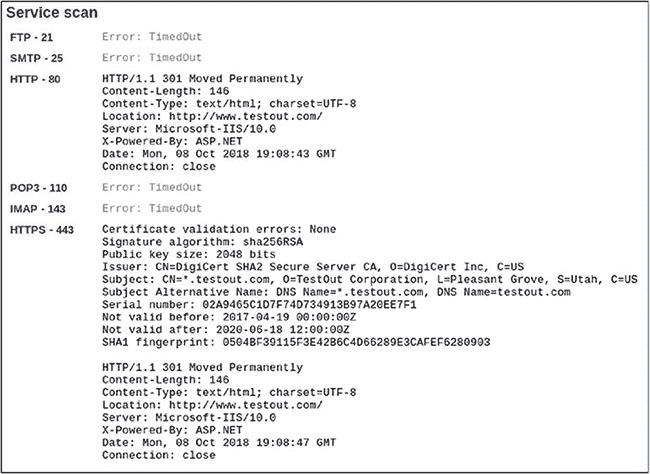 Service scan
FTP - 21 Error: TimedOut
SMTP - 25 Error: TimedOut
HTTP - 80 HTTP/1.1 301 Moved Permanently
Content-Length: 146
Content-Type: text/html; charset=UTF-8
Location: http://www.testout.com/
Server: Microsoft-IIS/10.0
X-Powered-By: ASP.NET
Date: Mon, 08 Oct 2018 19:08:43 GMT
Connection: close
POP3 - 110 Error: TimedOut
IMAP - 143 Error: TimedOut
HTTPS - 443 Certificate validation errors: None
Signature algorithm: sha256RSA
Public key size: 2048 bits
Issuer: CN=DigiCert SHA2 Secure Server CA, O=DigiCert Inc, C=US
Subject: CN=*.testout.com, O=TestOut Corporation, L=Pleasant Grove, S=Utah, C=US
Subject Alternative Name: DNS Name=*.testout.com, DNS Name=testout.com
Serial number: 02A9465C1D7F74D734913B97A20EE7F1
Not valid before: 2017-04-19 00:00:00Z
Not valid after: 2020-06-18 12:00:00Z
SHA1 fingerprint: 0504BF39115F3E42B6C4D66289E3CAFEF6280903
HTTP/1.1 301 Moved Permanently
Content-Length: 146
Content-Type: text/html; charset=UTF-8
Location: http://www.testout.com/
Server: Microsoft-IIS/10.0
X-Powered-By: ASP.NET
Date: Mon, 08 Oct 2018 19:08:47 GMT
Connection: close